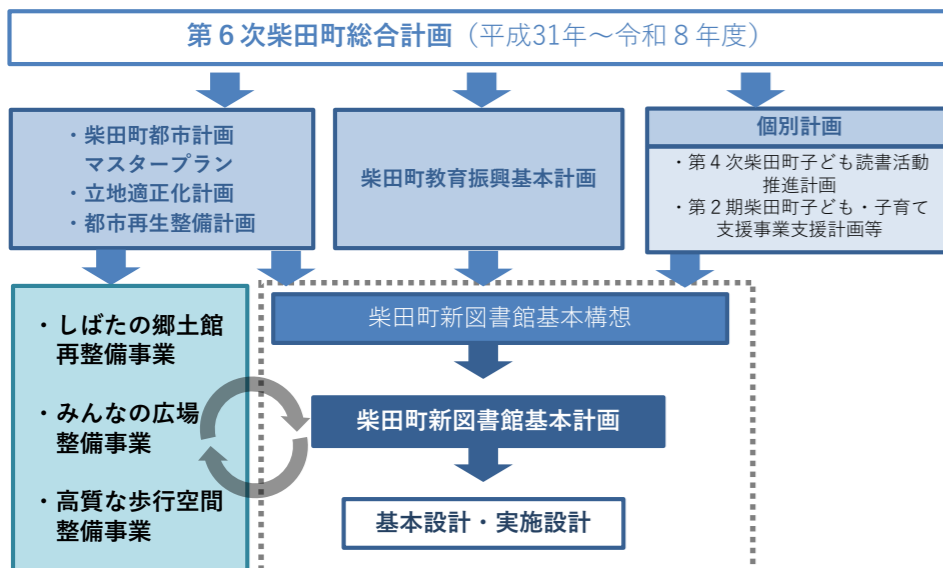 第６次柴田町総合計画（平成31年～令和８年度）
・柴田町都市計画
マスタープラン
・立地適正化計画
・都市再生整備計画
柴田町教育振興基本計画
個別計画
・第４次柴田町子ども読書活動
推進計画
・第２期柴田町子ども・子育て
支援事業支援計画等
・しばたの郷土館
再整備事業
・みんなの広場
整備事業
・高質な歩行空間
整備事業
柴田町新図書館基本構想
柴田町新図書館基本計画
基本設計・実施設計